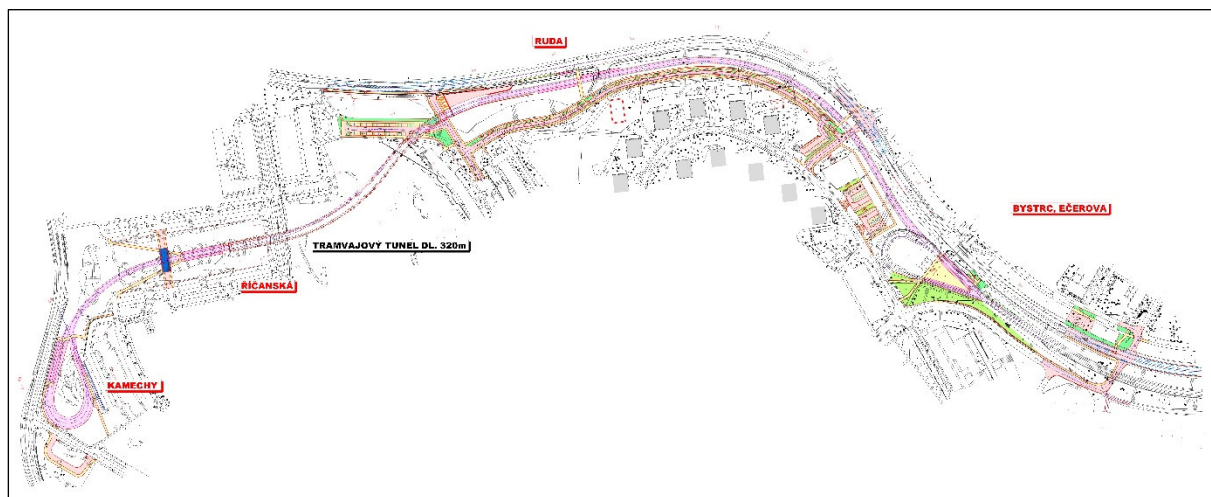 RUDA
BYSTRC, EČEROVA
TRAMVAJOVÝ TUNEL DL. 320m
ŘÍČANSKÁ
KAMECHY